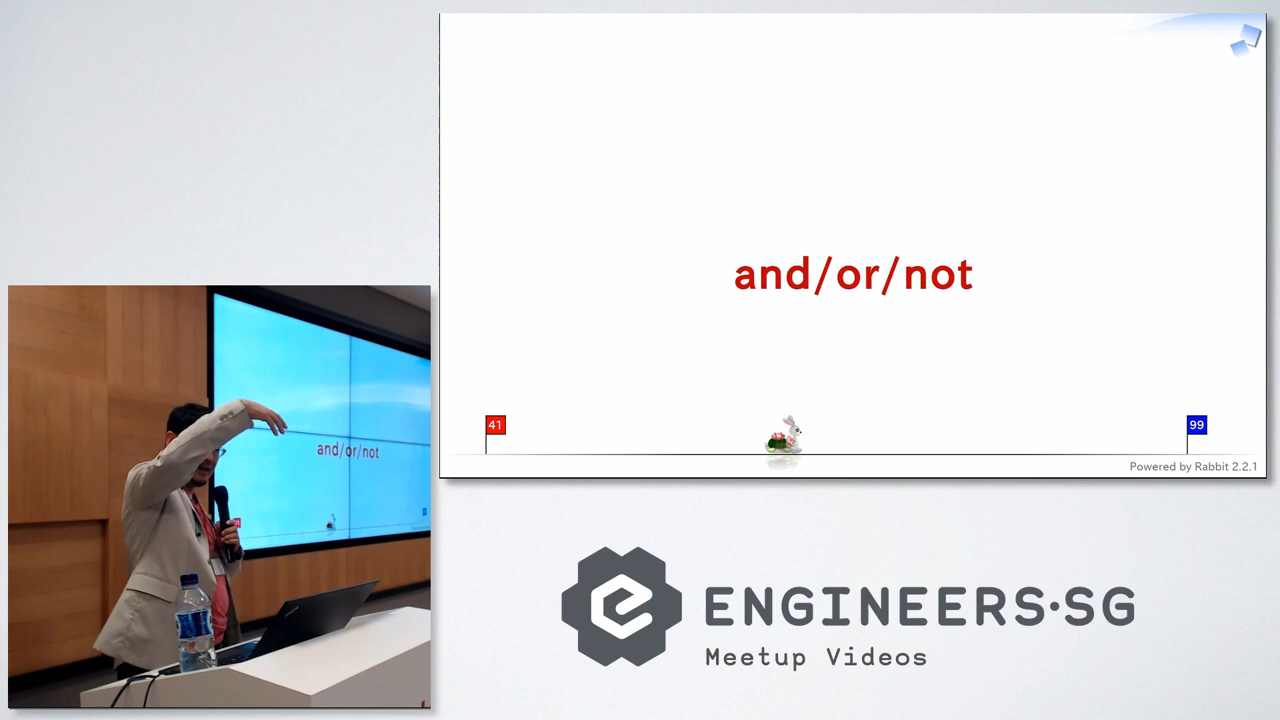 and/or/not
41
99
Powered by Rabbit 2.2.1
and/or/not
ENGINEERS·SG
Meetup Videos